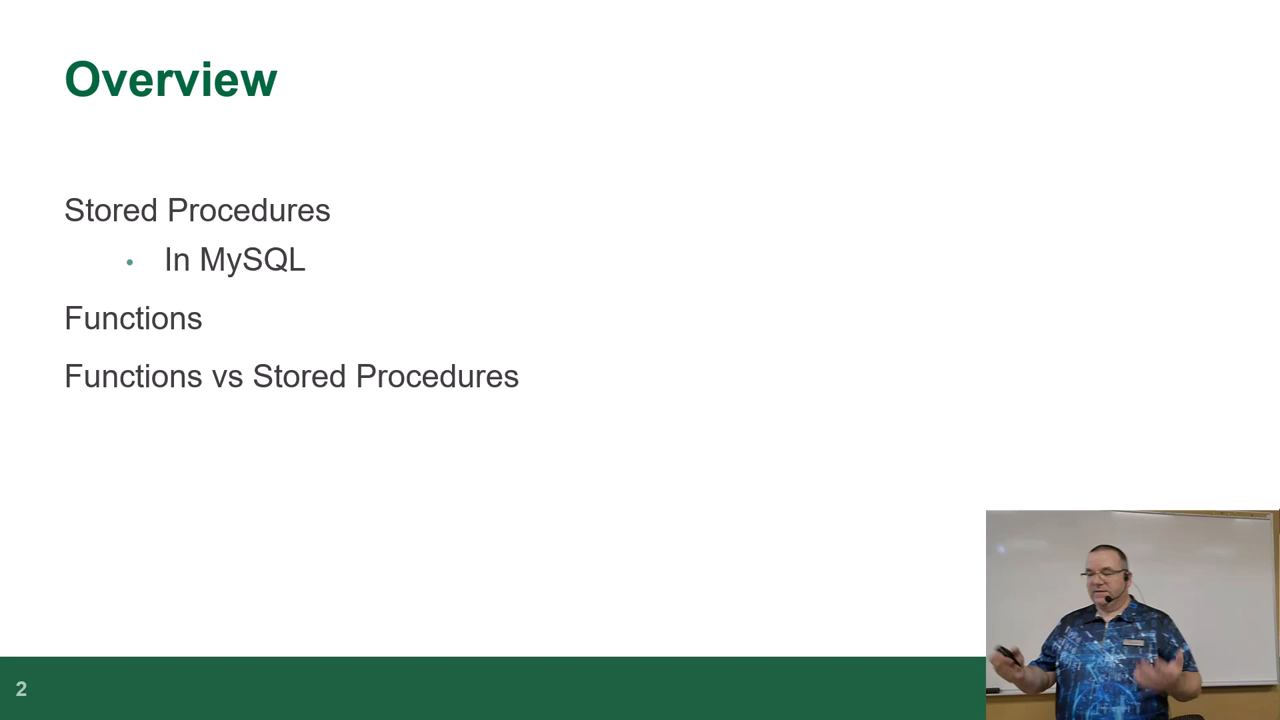 Overview
Stored Procedures
• In MySQL
Functions
Functions vs Stored Procedures
2